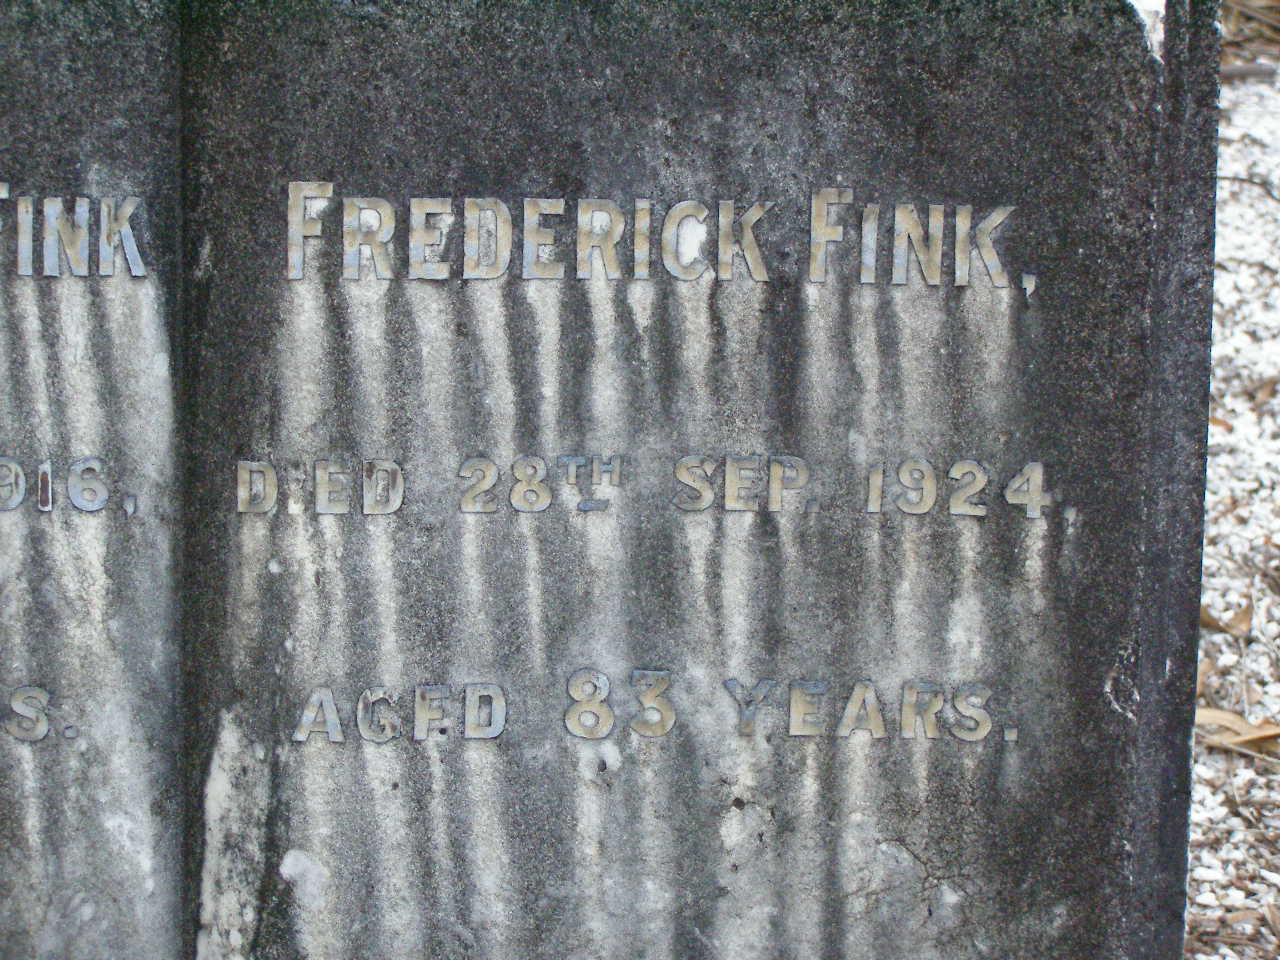 FINK
FREDERICK FINK,
916,
DIED 28TH SEP. 1924,
S.
AGED 83 YEARS.